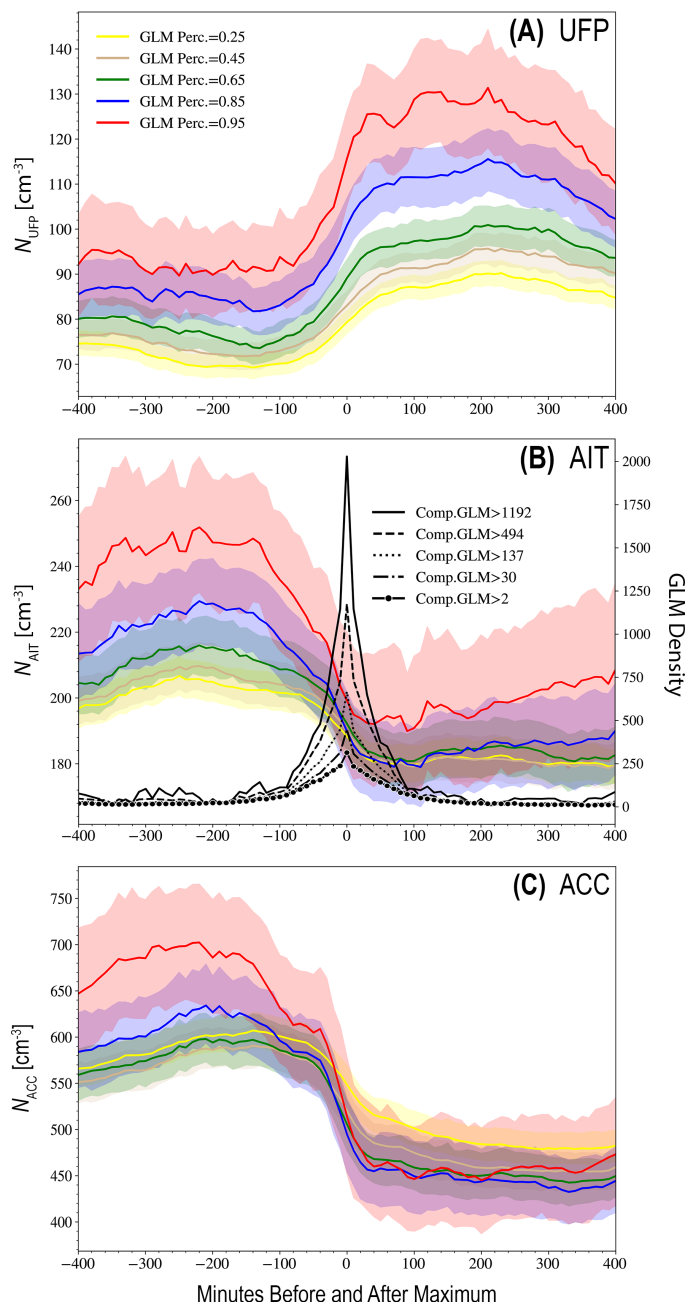 (A) UFP
GLM Perc.=0.25
GLM Perc.=0.45
GLM Perc.=0.65
GLM Perc.=0.85
GLM Perc.=0.95
N_UFP [cm⁻³]
140
130
120
110
100
90
80
70
−400 −300 −200 −100 0 100 200 300 400
(B) AIT
Comp.GLM>1192
Comp.GLM>494
Comp.GLM>137
Comp.GLM>30
Comp.GLM>2
N_AIT [cm⁻³]
260
240
220
200
180
GLM Density
2000
1750
1500
1250
1000
750
500
250
0
−400 −300 −200 −100 0 100 200 300 400
(C) ACC
N_ACC [cm⁻³]
750
700
650
600
550
500
450
400
−400 −300 −200 −100 0 100 200 300 400
Minutes Before and After Maximum